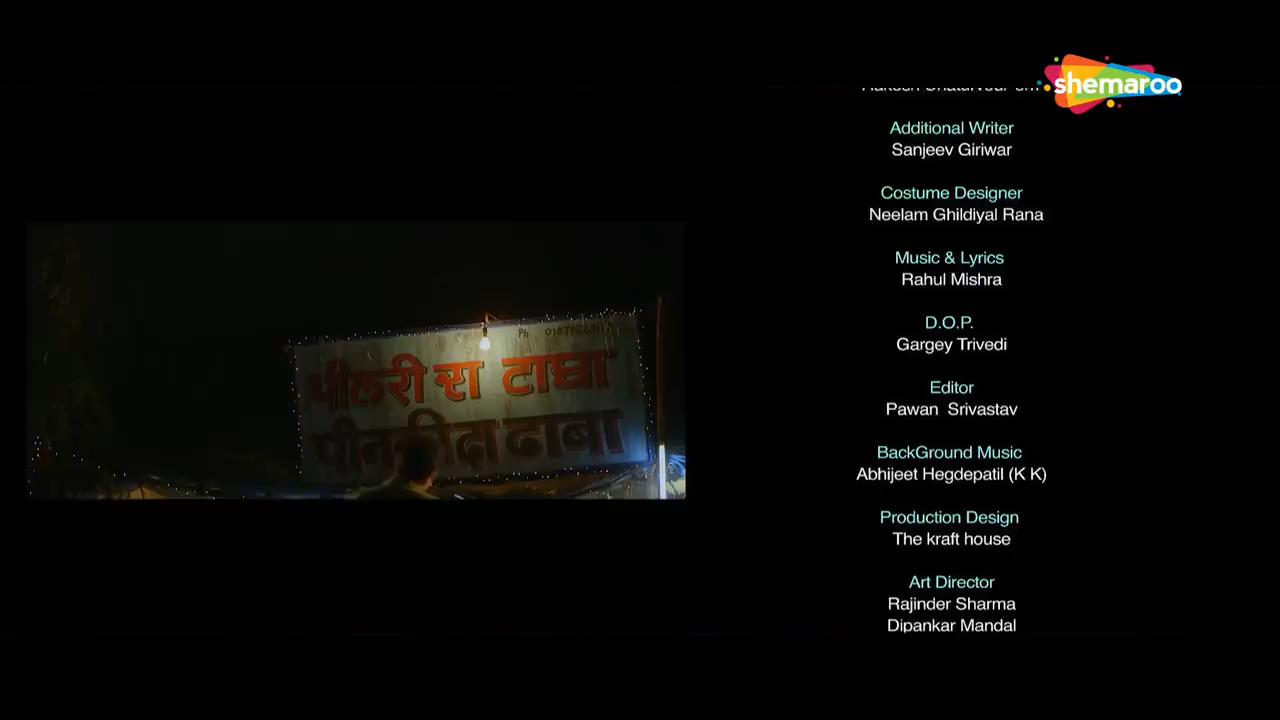 shemaroo
Additional Writer
Sanjeev Giriwar
Costume Designer
Neelam Ghildiyal Rana
Music & Lyrics
Rahul Mishra
D.O.P.
Gargey Trivedi
Editor
Pawan Srivastav
BackGround Music
Abhijeet Hegdepatil (K K)
Production Design
The kraft house
Art Director
Rajinder Sharma
Dipankar Mandal
Ph
रा टाघा
ढाबा